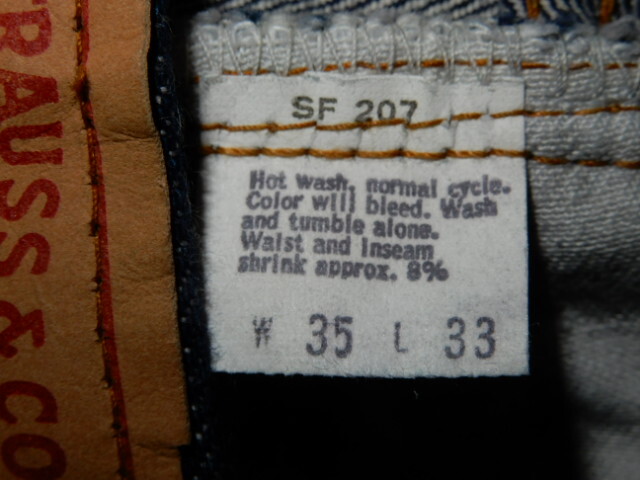 TRAUSS & CO
SF 207
Hot wash, normal cycle.
Color will bleed. Wash
and tumble alone.
Waist and inseam
shrink approx. 8%
W 35 L 33